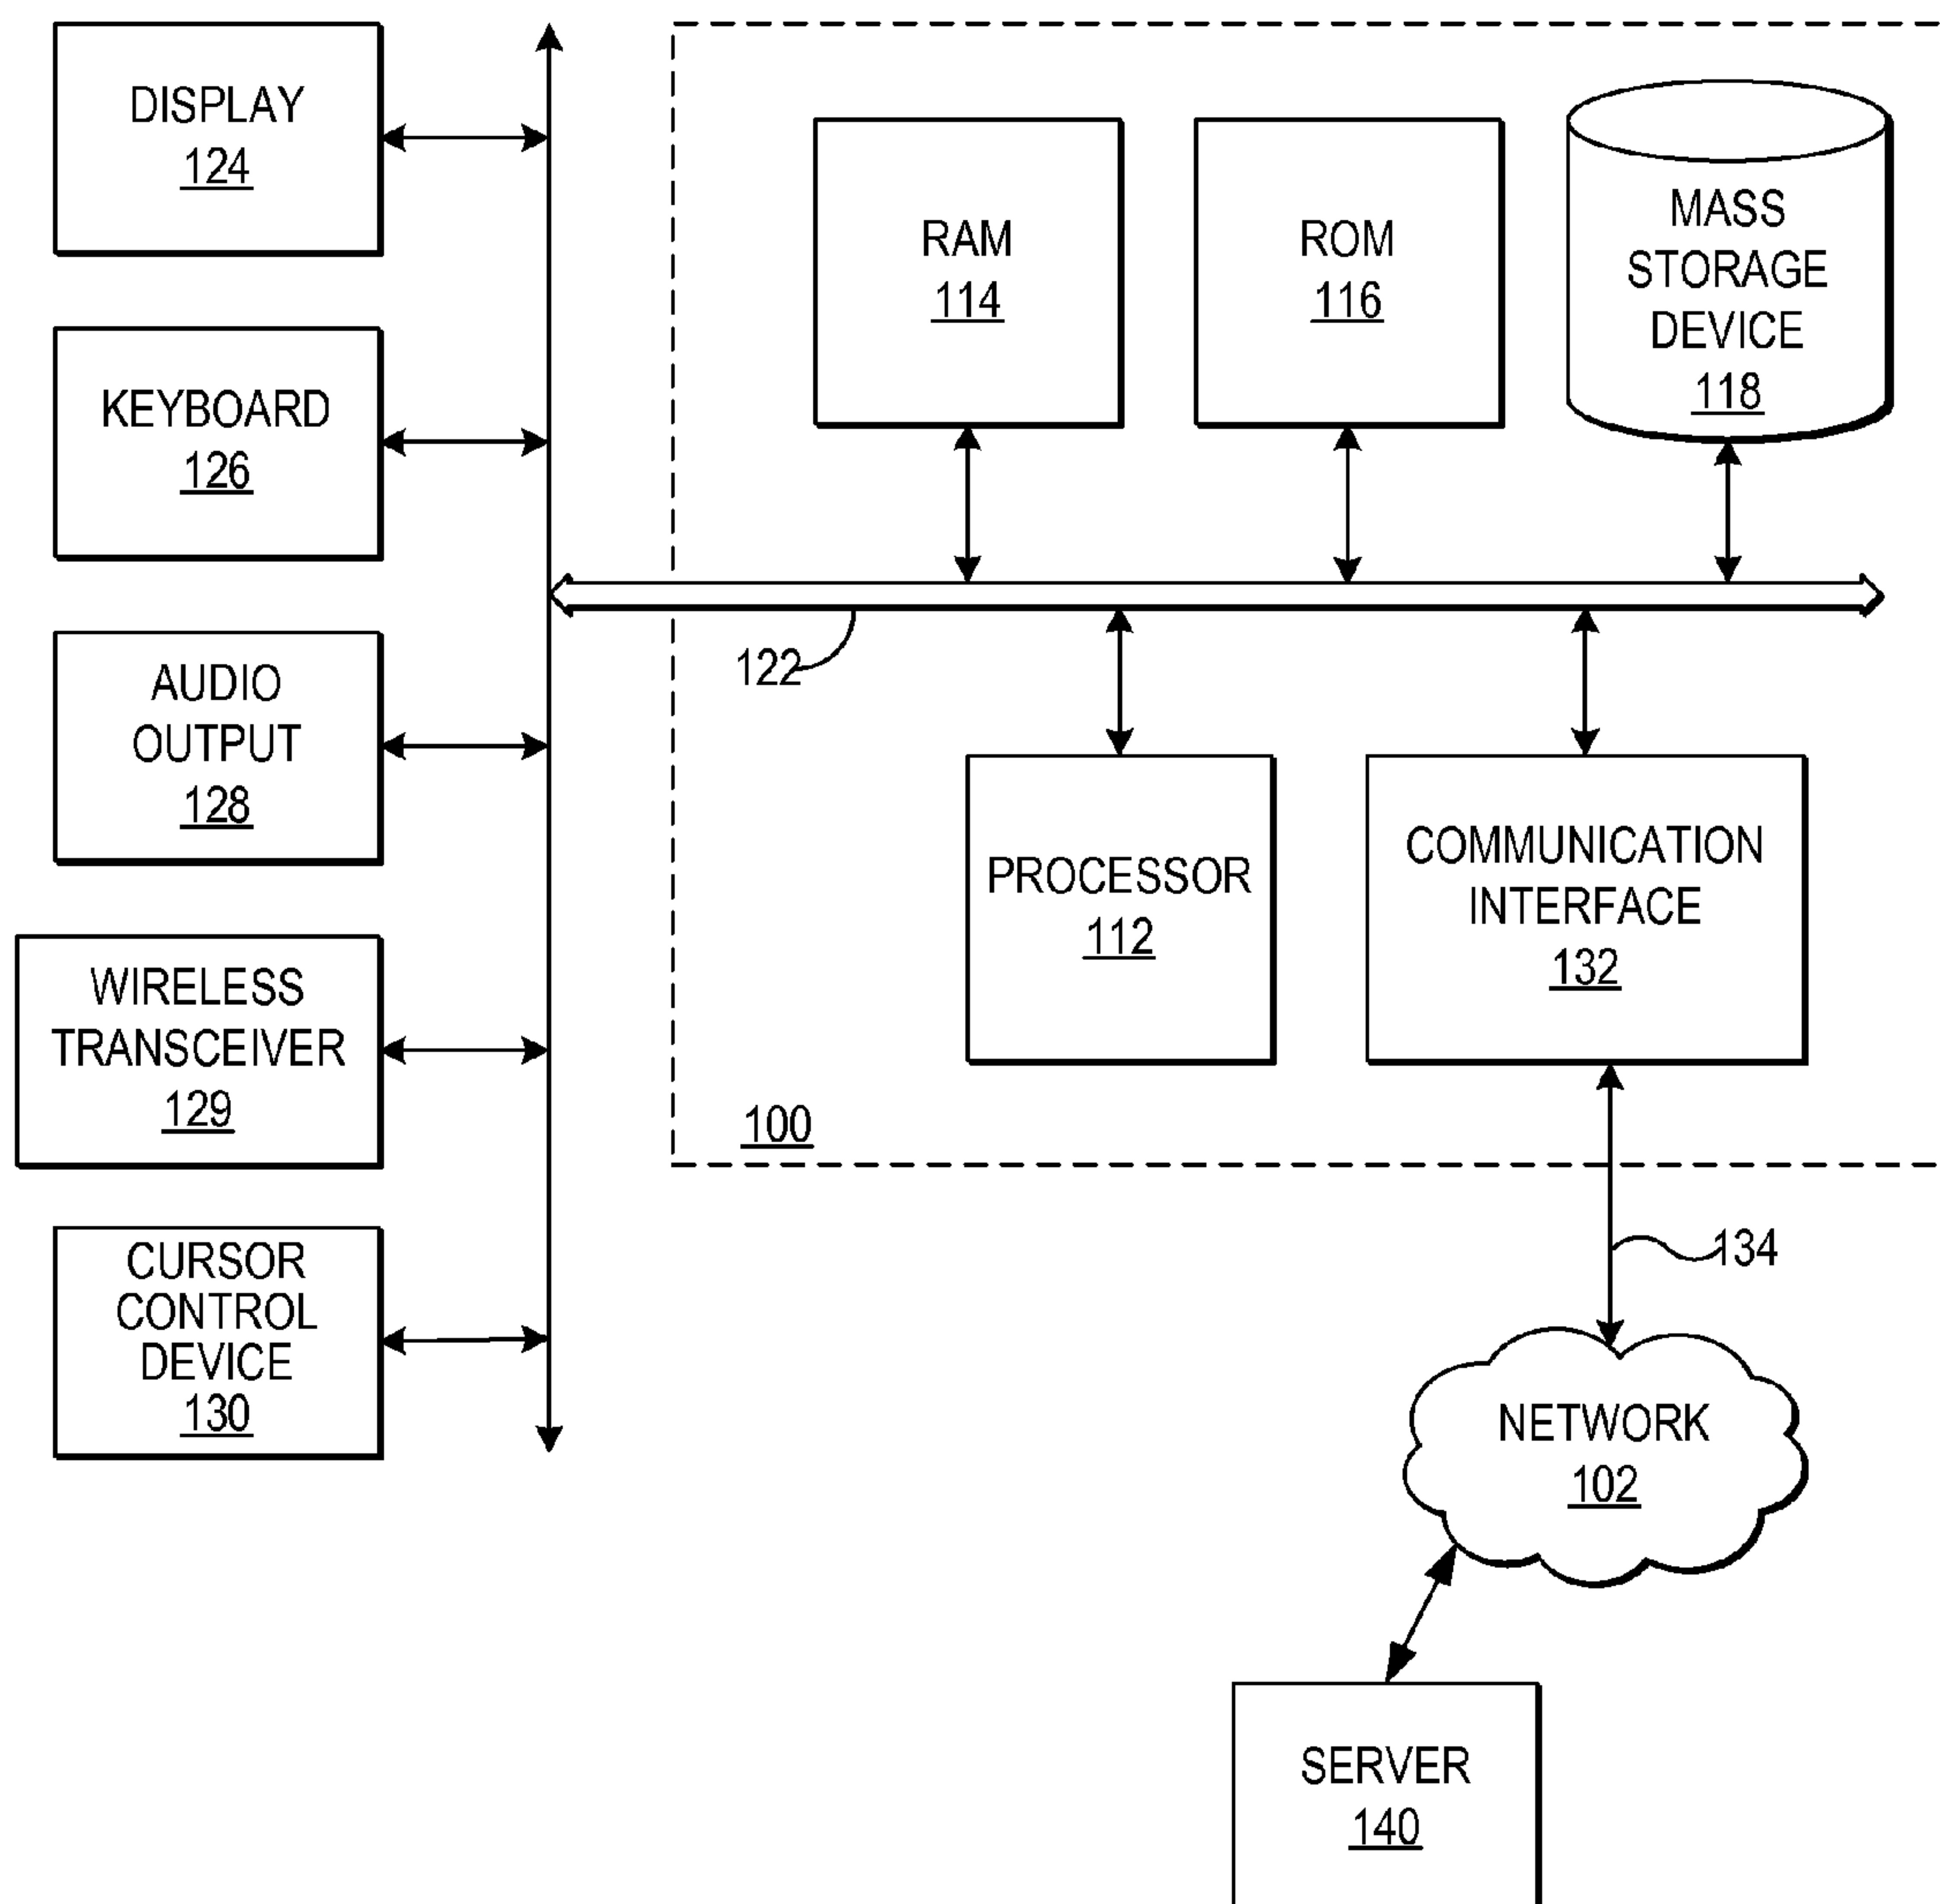 DISPLAY
124
KEYBOARD
126
AUDIO
OUTPUT
128
WIRELESS
TRANSCEIVER
129
CURSOR
CONTROL
DEVICE
130
RAM
114
ROM
116
MASS
STORAGE
DEVICE
118
122
PROCESSOR
112
COMMUNICATION
INTERFACE
132
100
134
NETWORK
102
SERVER
140